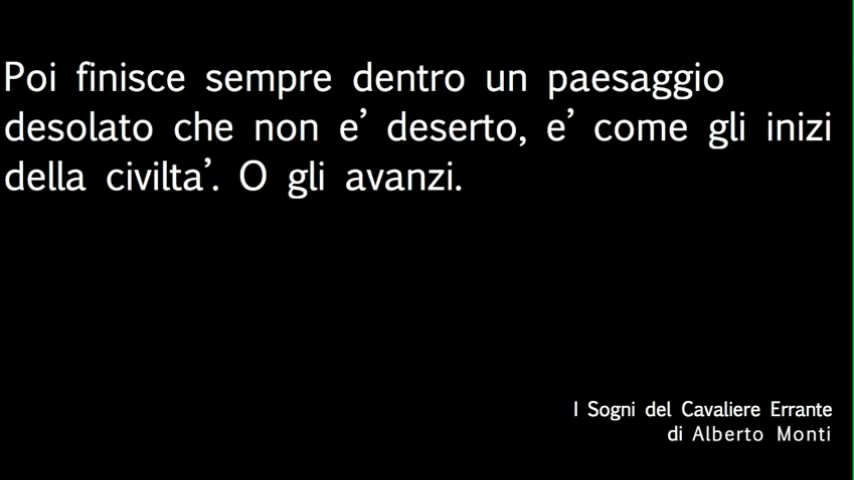 Poi finisce sempre dentro un paesaggio
desolato che non e’ deserto, e’ come gli inizi
della civilta’. O gli avanzi.
I Sogni del Cavaliere Errante
di Alberto Monti